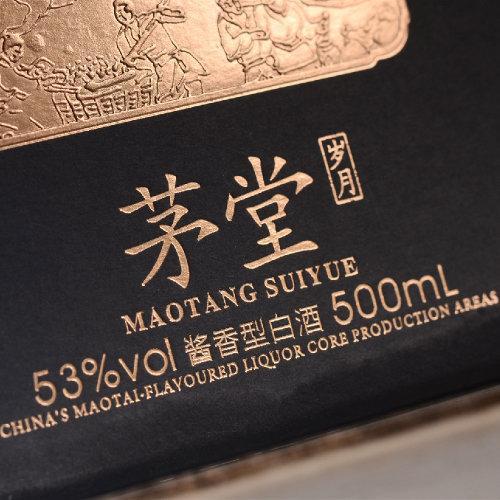 茅堂 岁月
MAOTANG SUIYUE
53%vol 酱香型白酒 500mL
CHINA'S MAOTAI-FLAVOURED LIQUOR CORE PRODUCTION AREAS